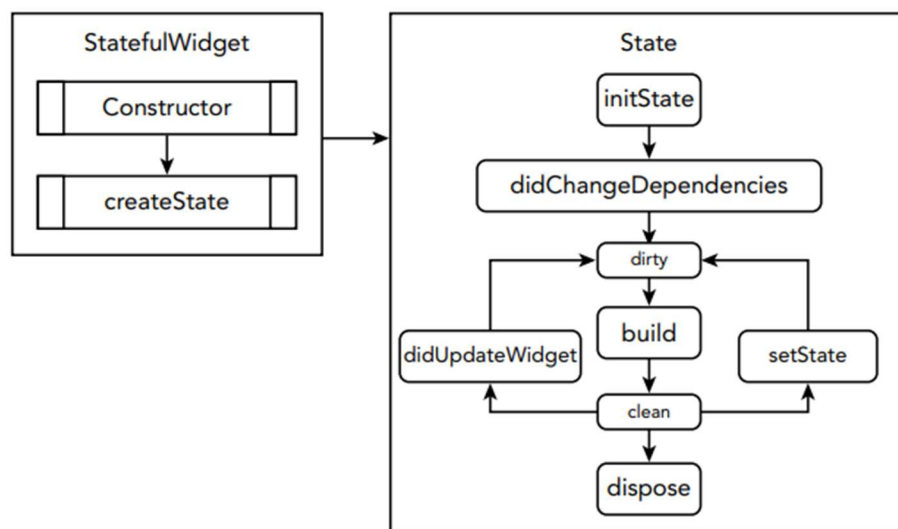 StatefulWidget
Constructor
createState
State
initState
didChangeDependencies
dirty
build
didUpdateWidget
setState
clean
dispose